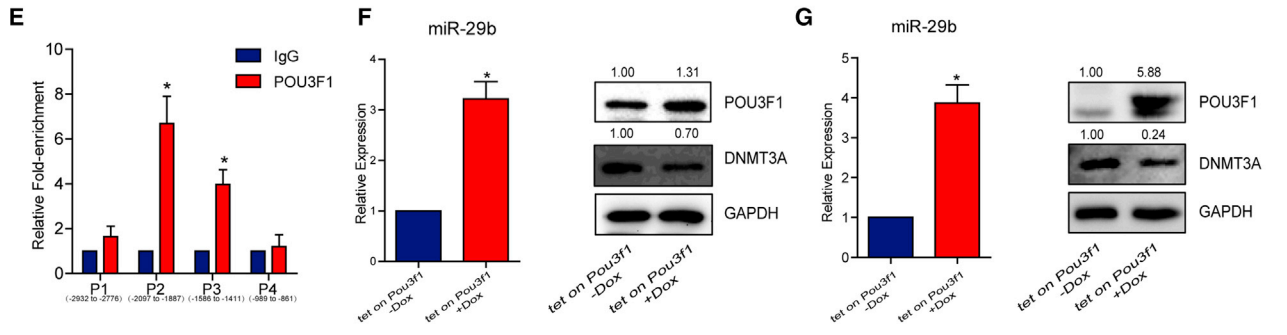 E
Relative Fold-enrichment
10
8
6
4
2
0
IgG
POU3F1
*
*
P1
P2
P3
P4
(-2932 to -2776)
(-2097 to -1887)
(-1586 to -1411)
(-989 to -861)
F
miR-29b
Relative Expression
4
3
2
1
0
*
tet on Pou3f1
-Dox
tet on Pou3f1
+Dox
1.00 1.31
POU3F1
1.00 0.70
DNMT3A
GAPDH
tet on Pou3f1
-Dox
tet on Pou3f1
+Dox
G
miR-29b
Relative Expression
5
4
3
2
1
0
*
tet on Pou3f1
-Dox
tet on Pou3f1
+Dox
1.00 5.88
POU3F1
1.00 0.24
DNMT3A
GAPDH
tet on Pou3f1
-Dox
tet on Pou3f1
+Dox